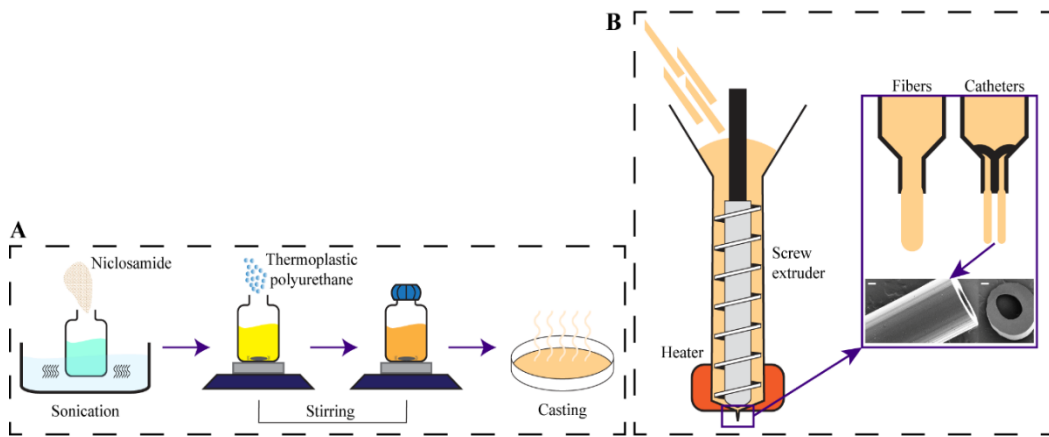 A
Niclosamide
Thermoplastic
polyurethane
Sonication
Stirring
Casting
B
Fibers
Catheters
Screw
extruder
Heater